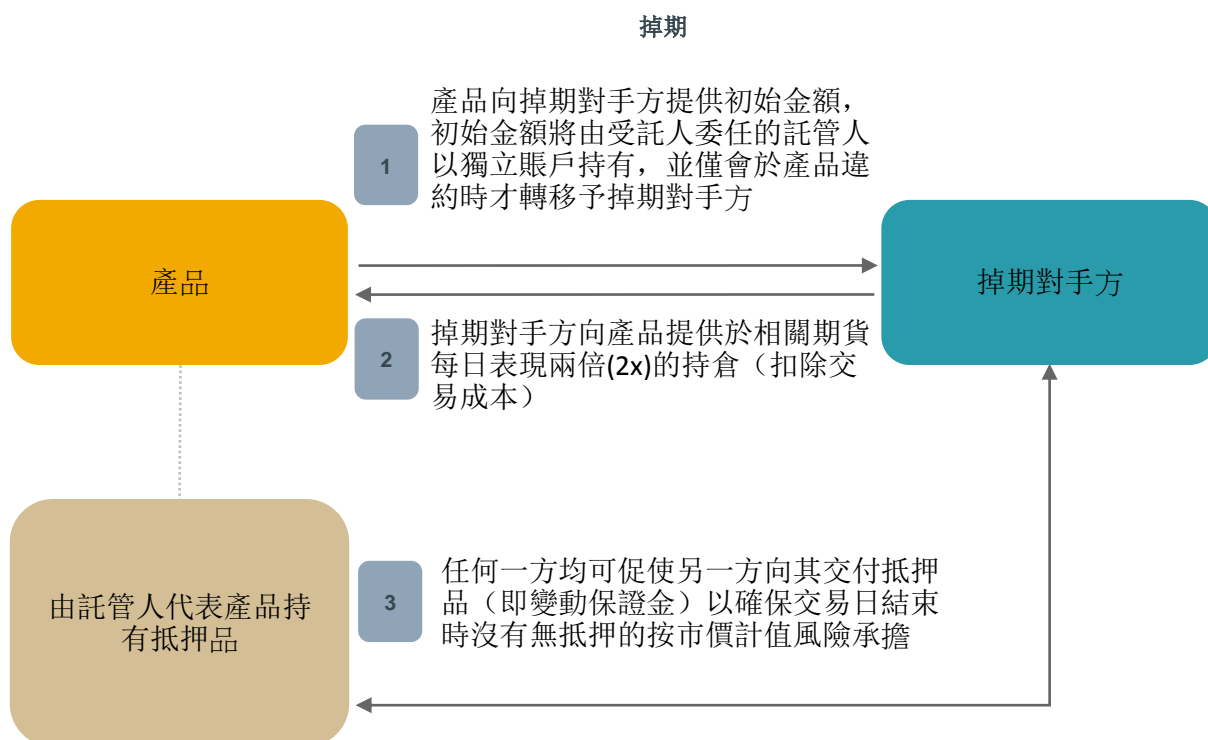 掉期
產品向掉期對手方提供初始金額，
初始金額將由受託人委任的託管人
以獨立賬戶持有，並僅會於產品違
約時才轉移予掉期對手方
1
產品
掉期對手方
掉期對手方向產品提供於相關期貨
每日表現兩倍(2x)的持倉（扣除交
易成本）
2
由託管人代表產品持
有抵押品
任何一方均可促使另一方向其交付抵押
品（即變動保證金）以確保交易日結束
時沒有無抵押的按市價計值風險承擔
3